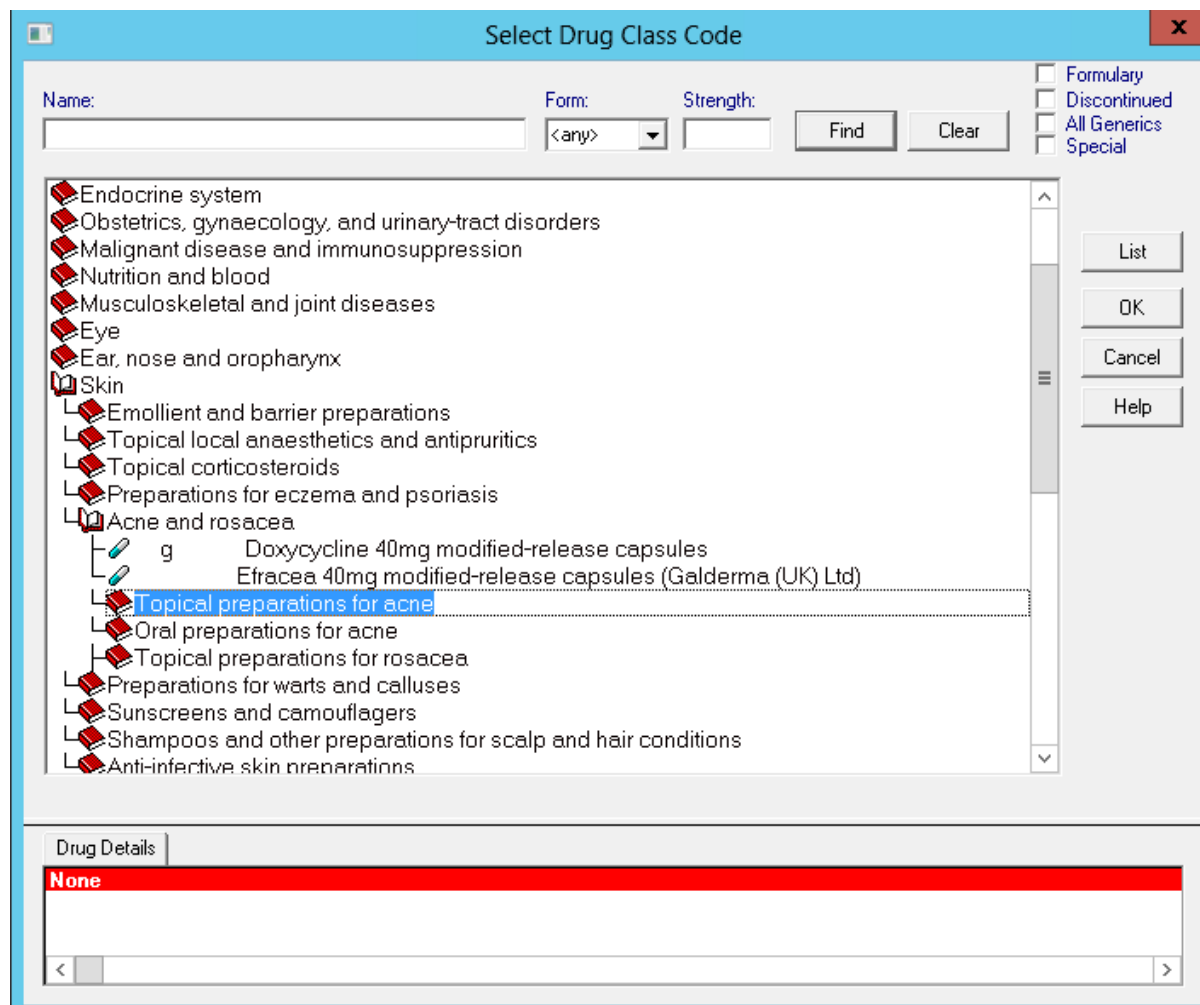 Select Drug Class Code
x
Name:
Form:
Strength:
<any>
Find
Clear
Formulary
Discontinued
All Generics
Special
Endocrine system
Obstetrics, gynaecology, and urinary-tract disorders
Malignant disease and immunosuppression
Nutrition and blood
Musculoskeletal and joint diseases
Eye
Ear, nose and oropharynx
Skin
Emollient and barrier preparations
Topical local anaesthetics and antipruritics
Topical corticosteroids
Preparations for eczema and psoriasis
Acne and rosacea
g Doxycycline 40mg modified-release capsules
Efracea 40mg modified-release capsules (Galderma (UK) Ltd)
Topical preparations for acne
Oral preparations for acne
Topical preparations for rosacea
Preparations for warts and calluses
Sunscreens and camouflagers
Shampoos and other preparations for scalp and hair conditions
Anti-infective skin preparations
List
OK
Cancel
Help
Drug Details
None